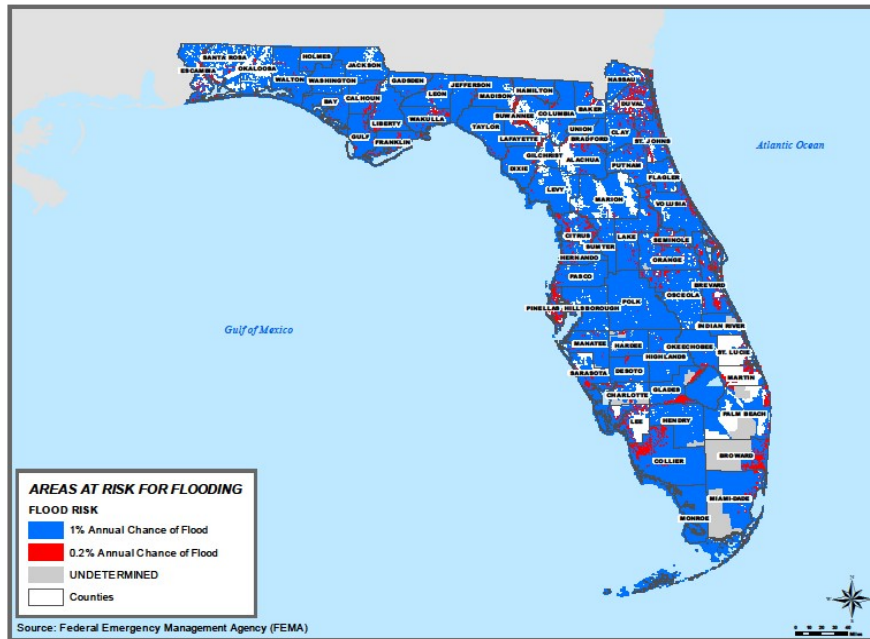 SANTA ROSA
HOLMES
ESCAMBIA
OKALOOSA
JACKSON
WALTON
WASHINGTON
GADSDEN
BAY
CALHOUN
LEON
JEFFERSON
MADISON
HAMILTON
NASSAU
LIBERTY
WAKULLA
SUWANNEE
COLUMBIA
BAKER
DUVAL
GULF
FRANKLIN
TAYLOR
LAFAYETTE
UNION
BRADFORD
CLAY
ST. JOHNS
Atlantic Ocean
DIXIE
GILCHRIST
ALACHUA
PUTNAM
FLAGLER
LEVY
MARION
VOLUSIA
CITRUS
SUMTER
LAKE
SEMINOLE
HERNANDO
ORANGE
PASCO
OSCEOLA
BREVARD
PINELLAS
HILLSBOROUGH
POLK
Gulf of Mexico
INDIAN RIVER
MANATEE
HARDEE
OKEECHOBEE
HIGHLANDS
ST. LUCIE
SARASOTA
DESOTO
MARTIN
CHARLOTTE
GLADES
PALM BEACH
LEE
HENDRY
COLLIER
BROWARD
MIAMI-DADE
MONROE
AREAS AT RISK FOR FLOODING
FLOOD RISK
1% Annual Chance of Flood
0.2% Annual Chance of Flood
UNDETERMINED
Counties
Source: Federal Emergency Management Agency (FEMA)